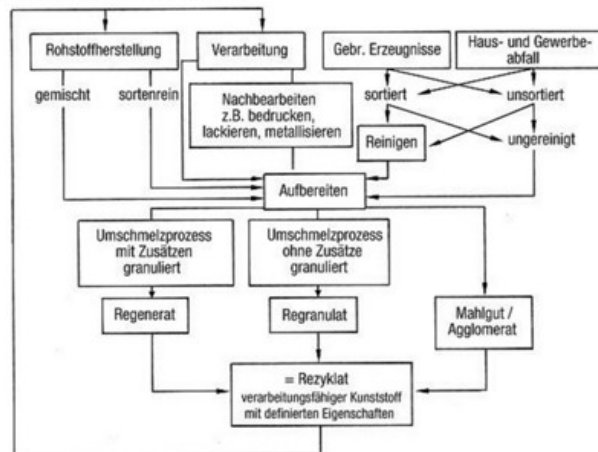 Rohstoffherstellung
Verarbeitung
Gebr. Erzeugnisse
Haus- und Gewerbe-
abfall
gemischt
sortenrein
Nachbearbeiten
z.B. bedrucken,
lackieren, metallisieren
sortiert
unsortiert
Reinigen
ungereinigt
Aufbereiten
Umschmelzprozess
mit Zusätzen
granuliert
Umschmelzprozess
ohne Zusätze
granuliert
Regenerat
Regranulat
Mahlgut /
Agglomerat
= Rezyklat
verarbeitungsfähiger Kunststoff
mit definierten Eigenschaften